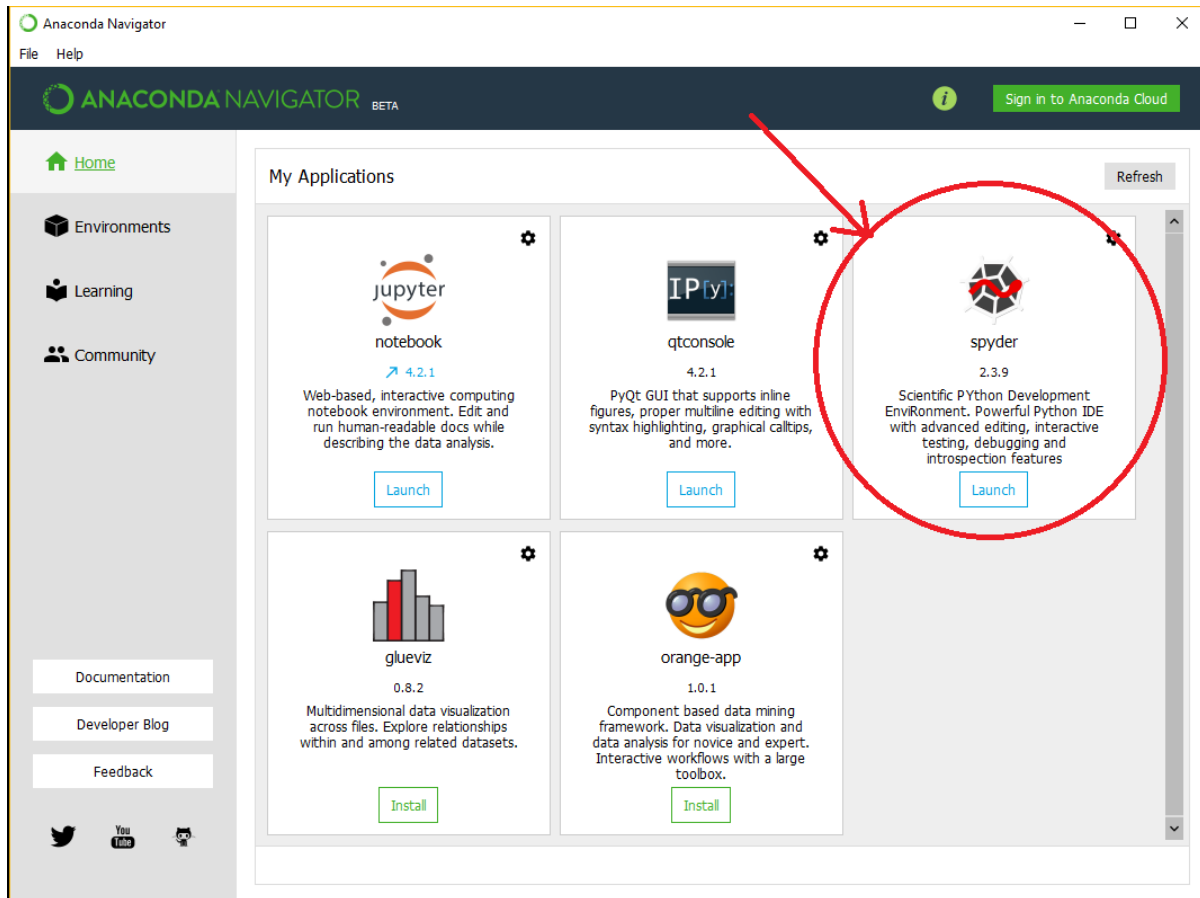 Anaconda Navigator
File Help
ANACONDA NAVIGATOR BETA
i
Sign in to Anaconda Cloud
Home
Environments
Learning
Community
Documentation
Developer Blog
Feedback
You
Tube
My Applications
Refresh
jupyter
notebook
4.2.1
Web-based, interactive computing
notebook environment. Edit and
run human-readable docs while
describing the data analysis.
Launch
IP[y]:
qtconsole
4.2.1
PyQt GUI that supports inline
figures, proper multiline editing with
syntax highlighting, graphical calltips,
and more.
Launch
spyder
2.3.9
Scientific PYthon Development
EnviRonment. Powerful Python IDE
with advanced editing, interactive
testing, debugging and
introspection features
Launch
glueviz
0.8.2
Multidimensional data visualization
across files. Explore relationships
within and among related datasets.
Install
orange-app
1.0.1
Component based data mining
framework. Data visualization and
data analysis for novice and expert.
Interactive workflows with a large
toolbox.
Install